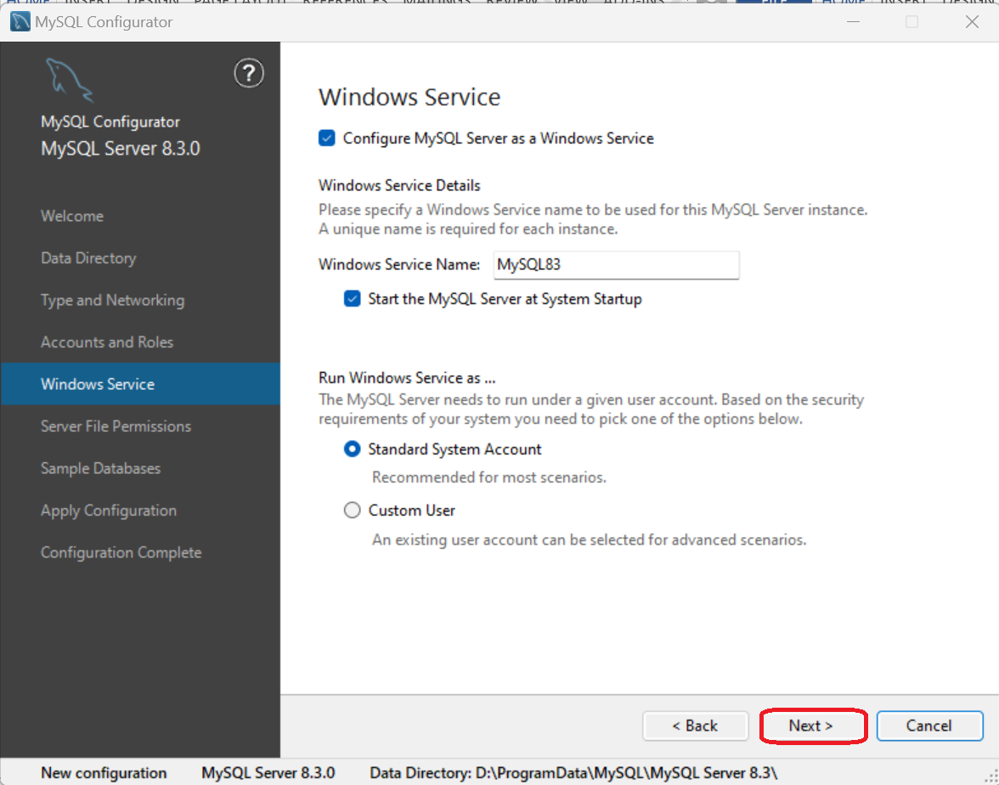 MySQL Configurator
?
MySQL Configurator
MySQL Server 8.3.0
Welcome
Data Directory
Type and Networking
Accounts and Roles
Windows Service
Server File Permissions
Sample Databases
Apply Configuration
Configuration Complete
Windows Service
Configure MySQL Server as a Windows Service
Windows Service Details
Please specify a Windows Service name to be used for this MySQL Server instance.
A unique name is required for each instance.
Windows Service Name: MySQL83
Start the MySQL Server at System Startup
Run Windows Service as ...
The MySQL Server needs to run under a given user account. Based on the security
requirements of your system you need to pick one of the options below.
Standard System Account
Recommended for most scenarios.
Custom User
An existing user account can be selected for advanced scenarios.
< Back Next > Cancel
New configuration MySQL Server 8.3.0 Data Directory: D:\ProgramData\MySQL\MySQL Server 8.3\